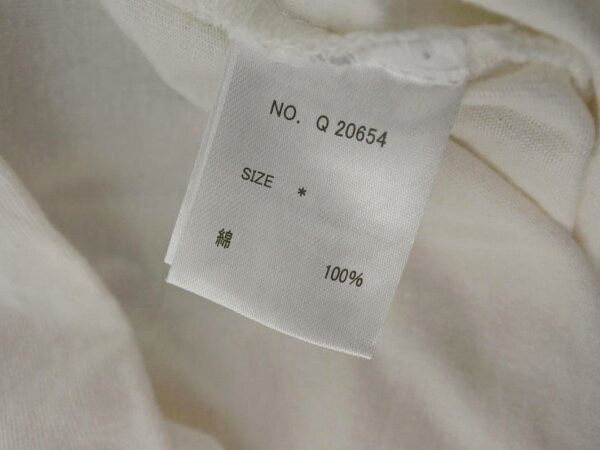 NO. Q 20654
SIZE *
綿 100%